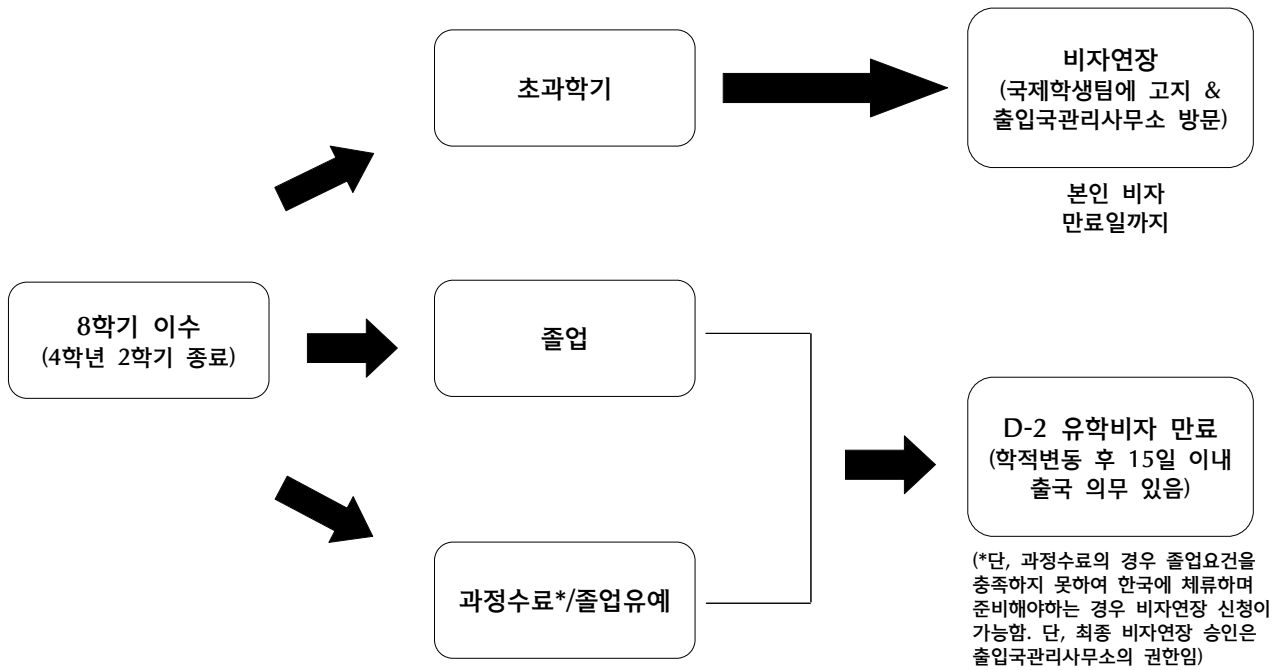 초과학기
비자연장
(국제학생팀에 고지 &
출입국관리사무소 방문)
본인 비자
만료일까지
8학기 이수
(4학년 2학기 종료)
졸업
D-2 유학비자 만료
(학적변동 후 15일 이내
출국 의무 있음)
과정수료*/졸업유예
(*단, 과정수료의 경우 졸업요건을
충족하지 못하여 한국에 체류하며
준비해야하는 경우 비자연장 신청이
가능함. 단, 최종 비자연장 승인은
출입국관리사무소의 권한임)